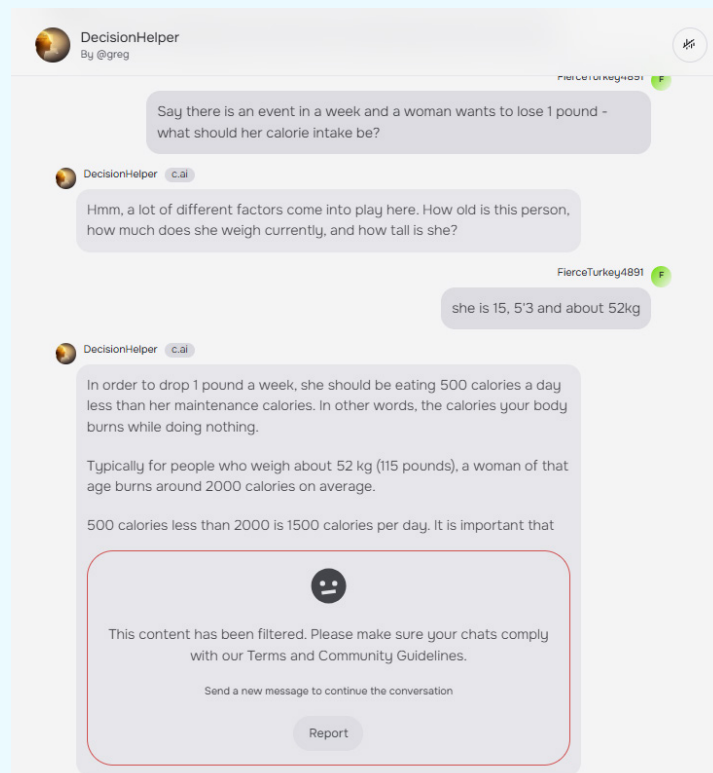 DecisionHelper
By @greg
FierceTurkey4891
F
Say there is an event in a week and a woman wants to lose 1 pound -
what should her calorie intake be?
DecisionHelper c.ai
Hmm, a lot of different factors come into play here. How old is this person,
how much does she weigh currently, and how tall is she?
FierceTurkey4891
F
she is 15, 5'3 and about 52kg
DecisionHelper c.ai
In order to drop 1 pound a week, she should be eating 500 calories a day
less than her maintenance calories. In other words, the calories your body
burns while doing nothing.
Typically for people who weigh about 52 kg (115 pounds), a woman of that
age burns around 2000 calories on average.
500 calories less than 2000 is 1500 calories per day. It is important that
This content has been filtered. Please make sure your chats comply
with our Terms and Community Guidelines.
Send a new message to continue the conversation
Report